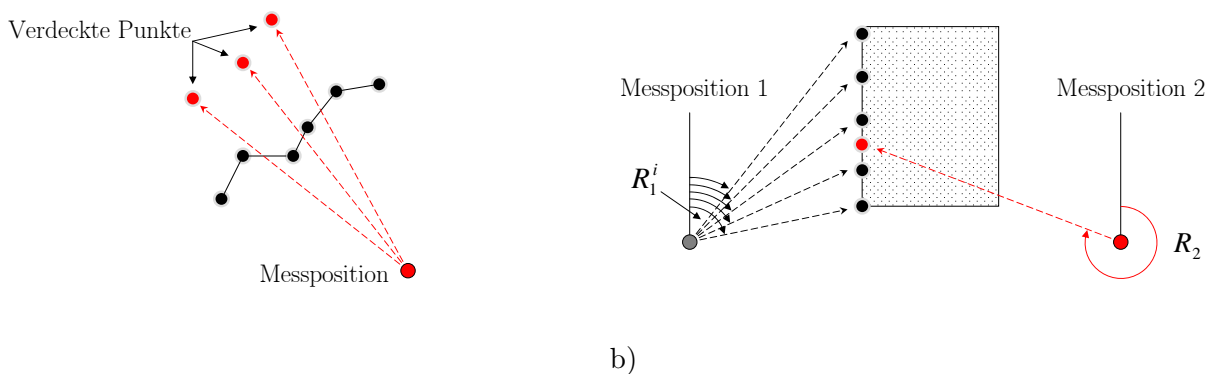 Verdeckte Punkte
Messposition
Messposition 1
Messposition 2
R₁ⁱ
R₂
b)